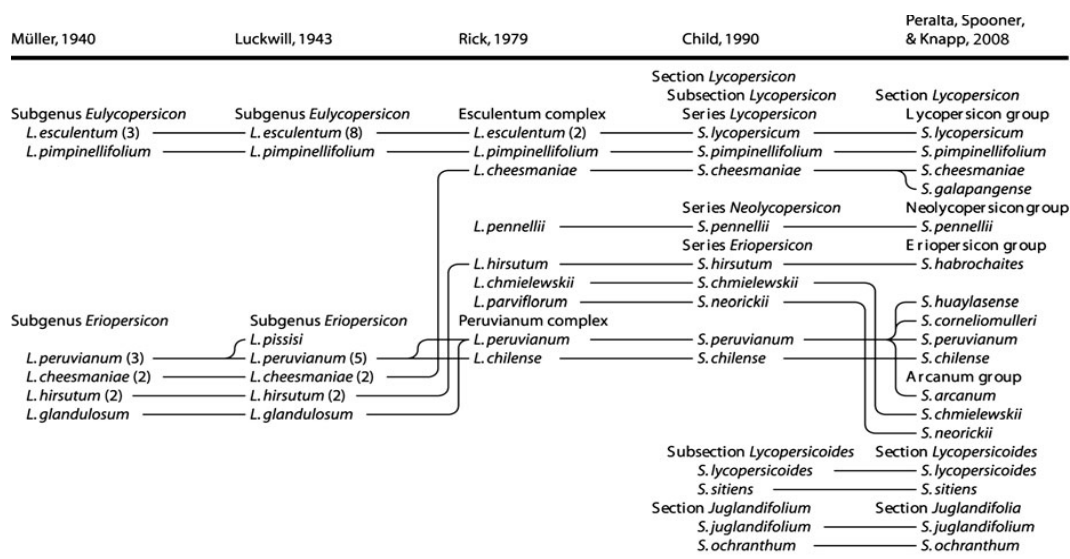 Müller, 1940
Luckwill, 1943
Rick, 1979
Child, 1990
Peralta, Spooner,
& Knapp, 2008
Subgenus Eulycopersicon
L. esculentum (3)
L. pimpinellifolium
Subgenus Eriopersicon
L. peruvianum (3)
L. cheesmaniae (2)
L. hirsutum (2)
L. glandulosum
Subgenus Eulycopersicon
L. esculentum (8)
L. pimpinellifolium
Subgenus Eriopersicon
L. pissisi
L. peruvianum (5)
L. cheesmaniae (2)
L. hirsutum (2)
L. glandulosum
Esculentum complex
L. esculentum (2)
L. pimpinellifolium
L. cheesmaniae
L. pennellii
L. hirsutum
L. chmielewskii
L. parviflorum
Peruvianum complex
L. peruvianum
L. chilense
Section Lycopersicon
Subsection Lycopersicon
Series Lycopersicon
S. lycopersicum
S. pimpinellifolium
S. cheesmaniae
Series Neolycopersicon
S. pennellii
Series Eriopersicon
S. hirsutum
S. chmielewskii
S. neorickii
S. peruvianum
S. chilense
Subsection Lycopersicoides
S. lycopersicoides
S. sitiens
Section Juglandifolium
S. juglandifolium
S. ochranthum
Section Lycopersicon
Lycopersicon group
S. lycopersicum
S. pimpinellifolium
S. cheesmaniae
S. galapangense
Neolycopersicon group
S. pennellii
Eriopersicon group
S. habrochaites
S. huaylasense
S. corneliomulleri
S. peruvianum
S. chilense
Arcanum group
S. arcanum
S. chmielewskii
S. neorickii
Section Lycopersicoides
S. lycopersicoides
S. sitiens
Section Juglandifolia
S. juglandifolium
S. ochranthum